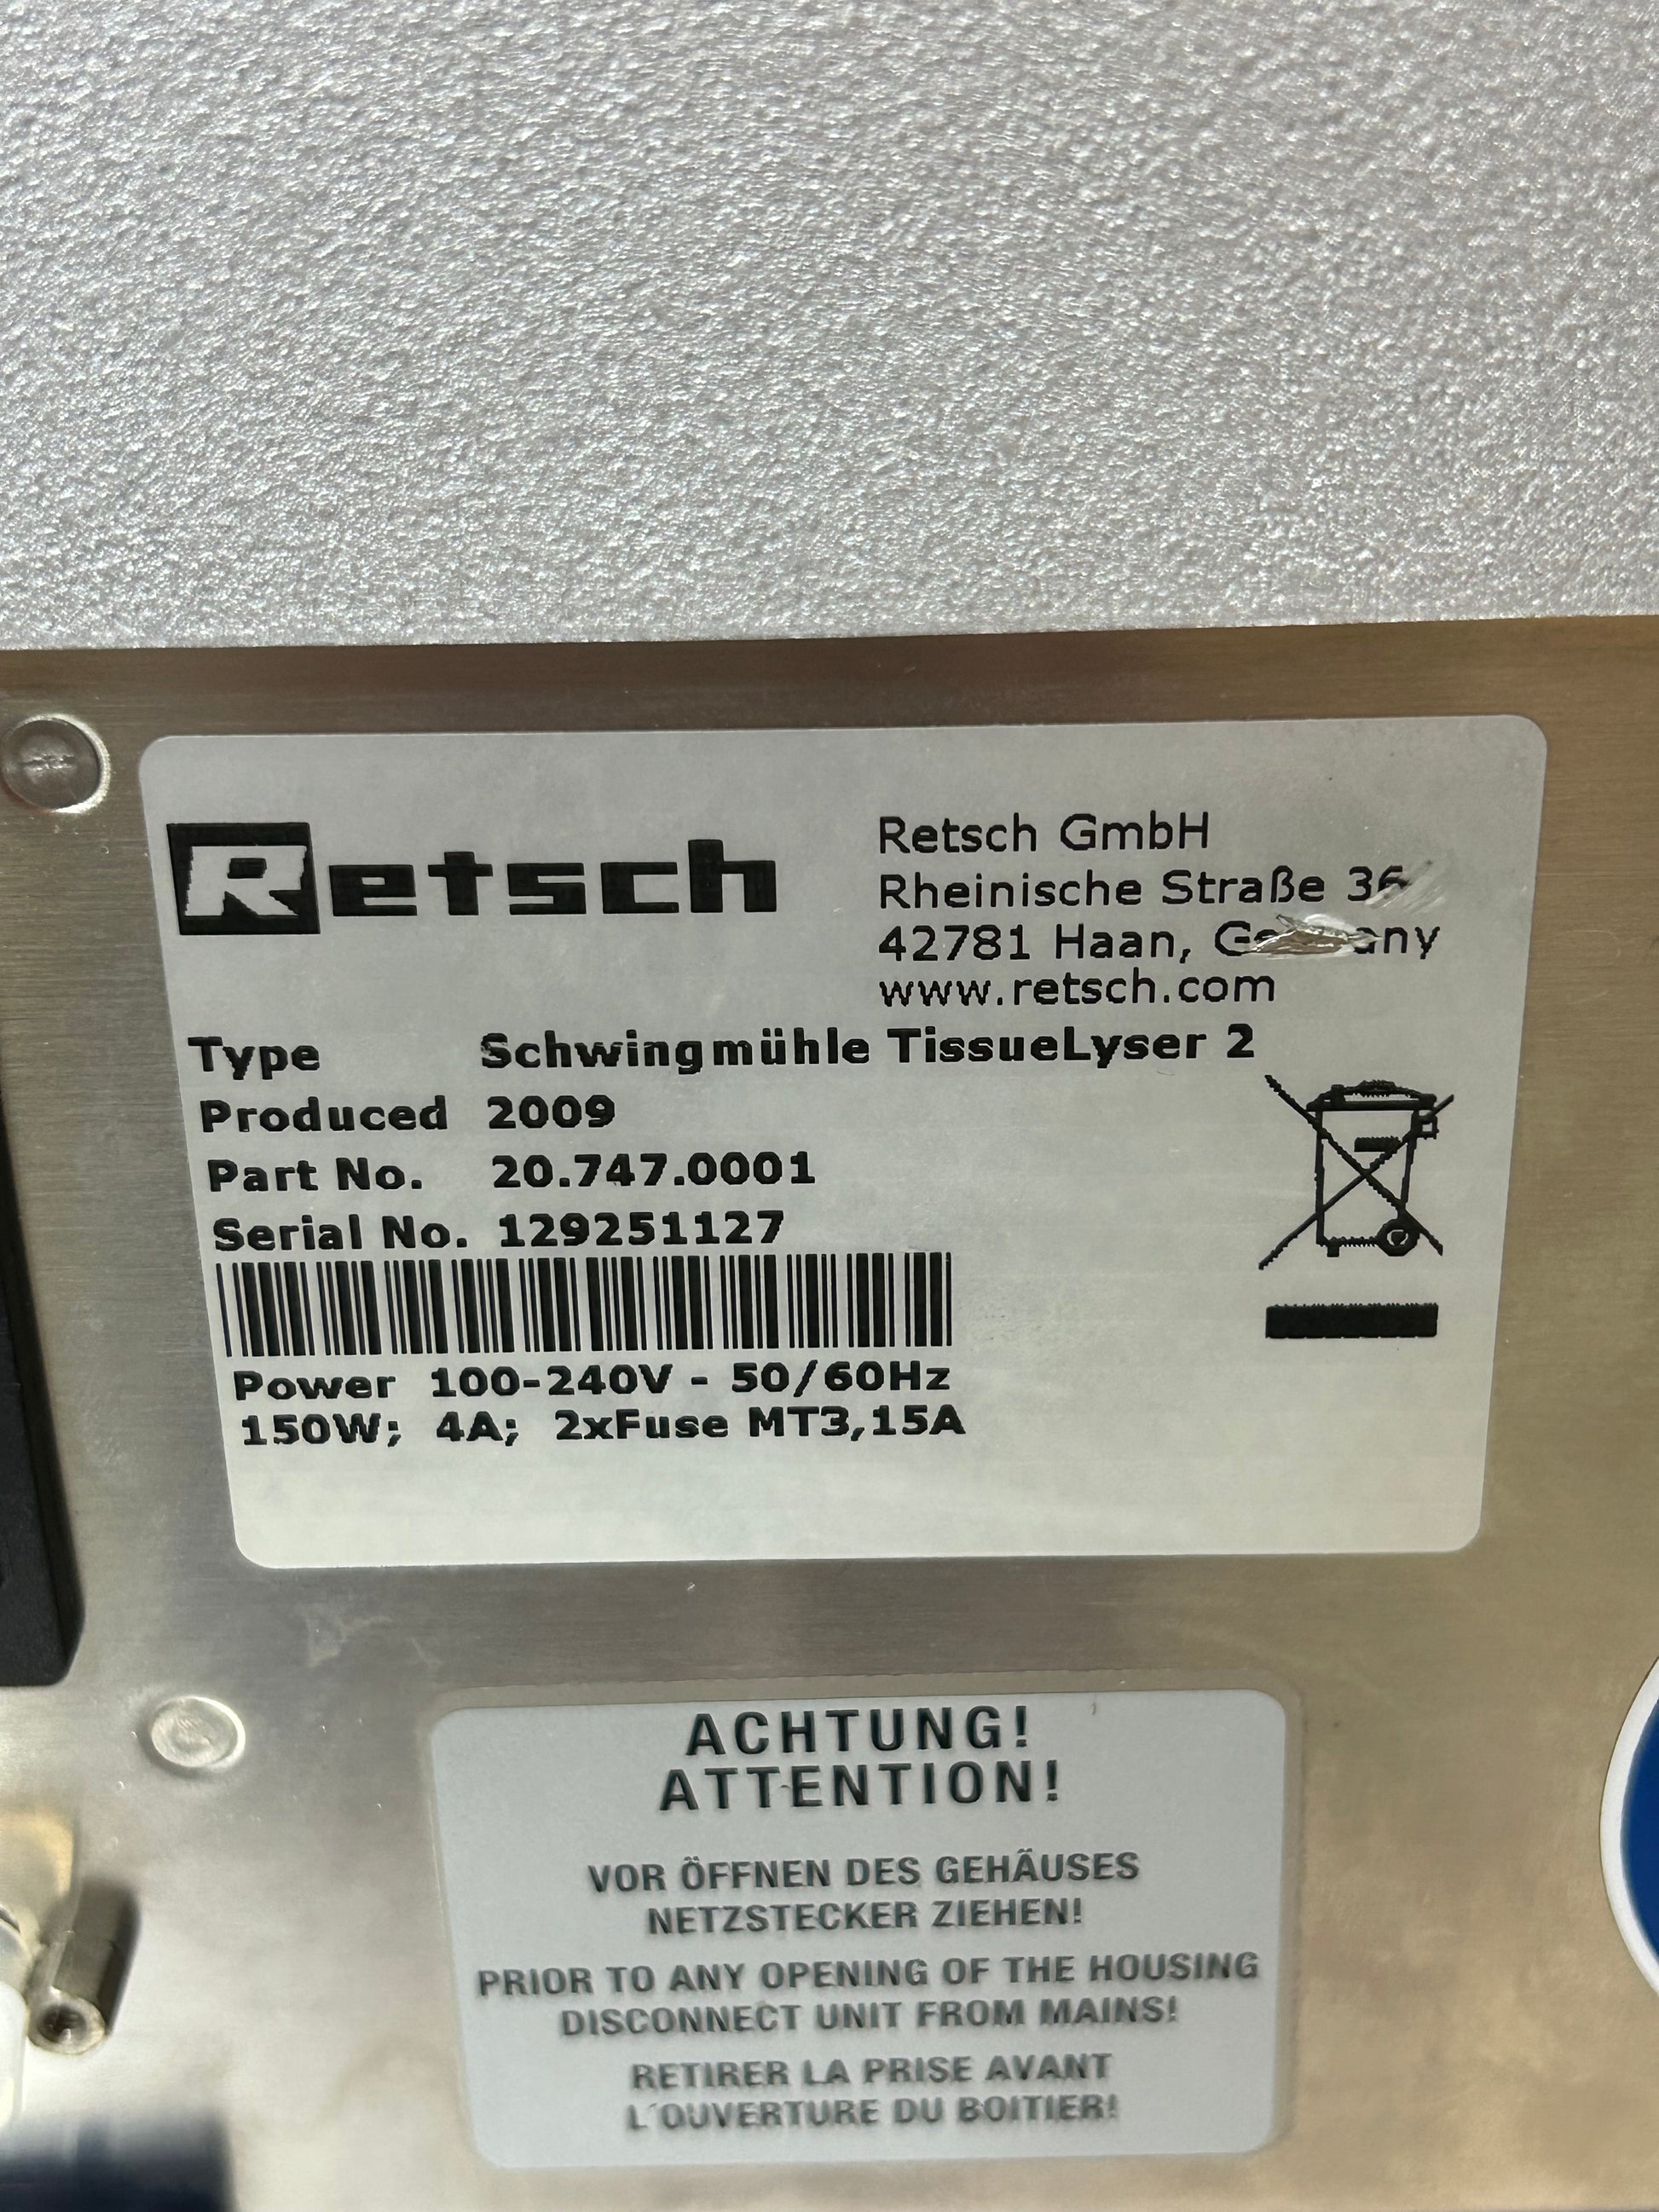 Retsch
Retsch GmbH
Rheinische Straße 36
42781 Haan, Germany
www.retsch.com
Type Schwingmühle TissueLyser 2
Produced 2009
Part No. 20.747.0001
Serial No. 129251127
Power 100-240V - 50/60Hz
150W; 4A; 2xFuse MT3,15A
ACHTUNG!
ATTENTION!
VOR ÖFFNEN DES GEHÄUSES
NETZSTECKER ZIEHEN!
PRIOR TO ANY OPENING OF THE HOUSING
DISCONNECT UNIT FROM MAINS!
RETIRER LA PRISE AVANT
L´OUVERTURE DU BOITIER!